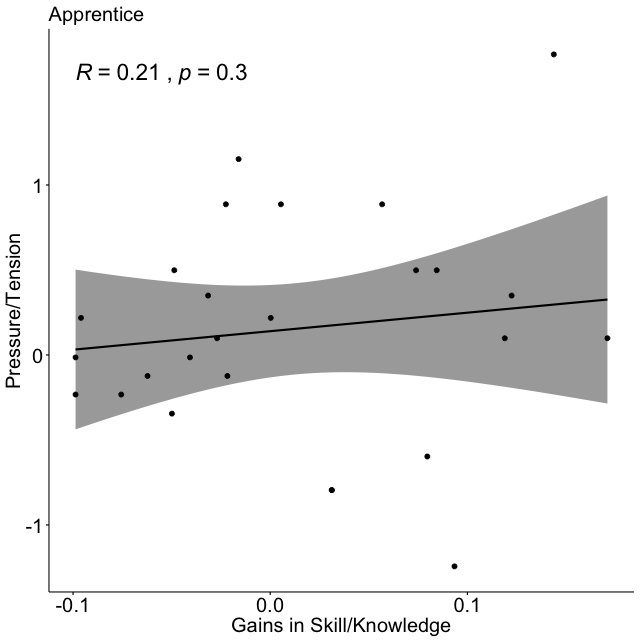 Apprentice
R = 0.21 , p = 0.3
Pressure/Tension
1
0
-1
-0.1
0.0
0.1
Gains in Skill/Knowledge